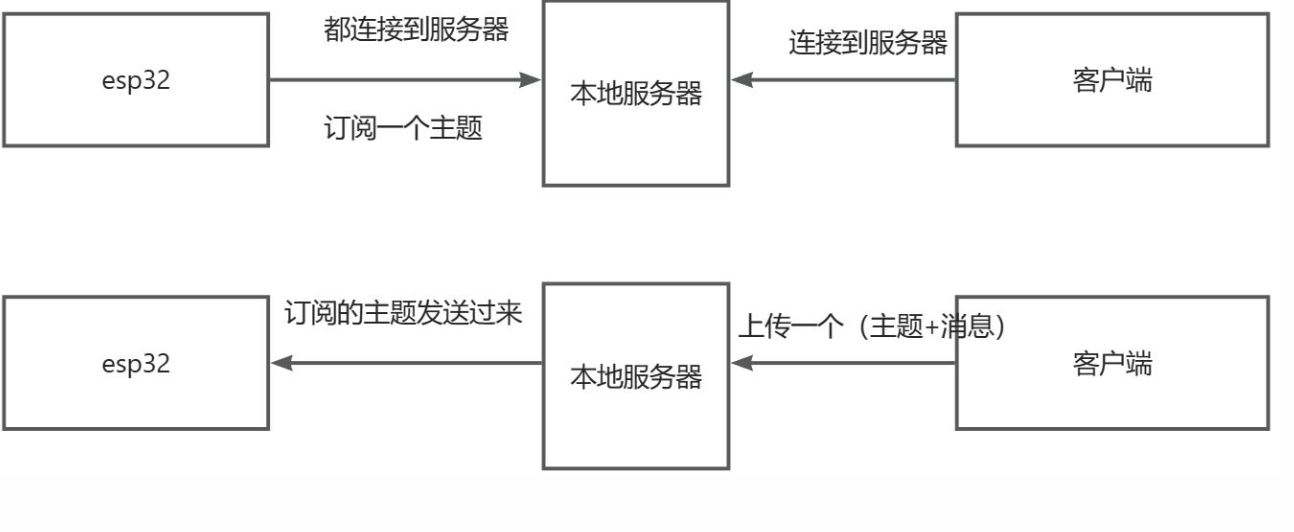 都连接到服务器
连接到服务器
esp32
本地服务器
客户端
订阅一个主题
订阅的主题发送过来
上传一个（主题+消息）
esp32
本地服务器
客户端